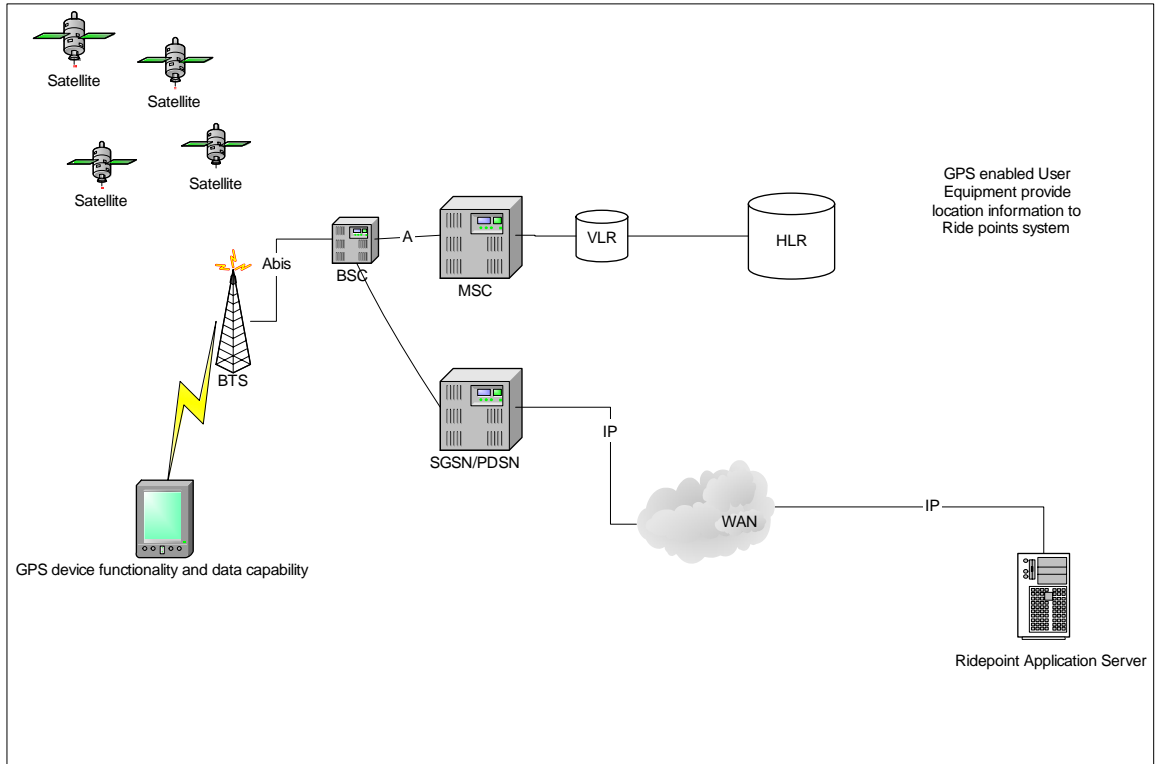 Satellite
Satellite
Satellite
Satellite
GPS enabled User
Equipment provide
location information to
Ride points system
A
VLR
HLR
Abis
BSC
MSC
BTS
IP
SGSN/PDSN
IP
WAN
GPS device functionality and data capability
Ridepoint Application Server